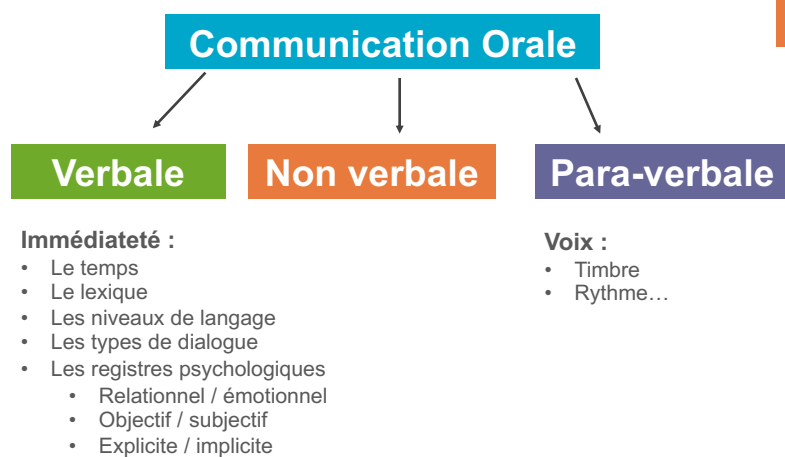 Communication Orale
Verbale
Non verbale
Para-verbale
Immédiateté :
• Le temps
• Le lexique
• Les niveaux de langage
• Les types de dialogue
• Les registres psychologiques
• Relationnel / émotionnel
• Objectif / subjectif
• Explicite / implicite
Voix :
• Timbre
• Rythme…